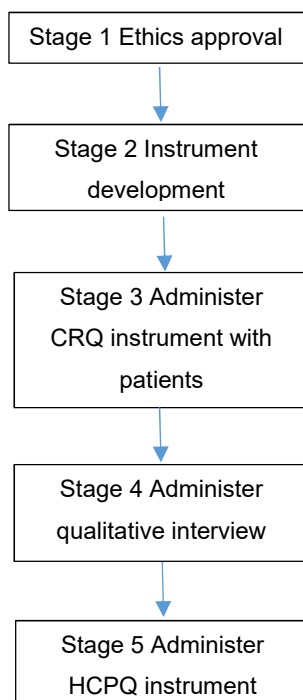 Stage 1 Ethics approval
Stage 2 Instrument
development
Stage 3 Administer
CRQ instrument with
patients
Stage 4 Administer
qualitative interview
Stage 5 Administer
HCPQ instrument